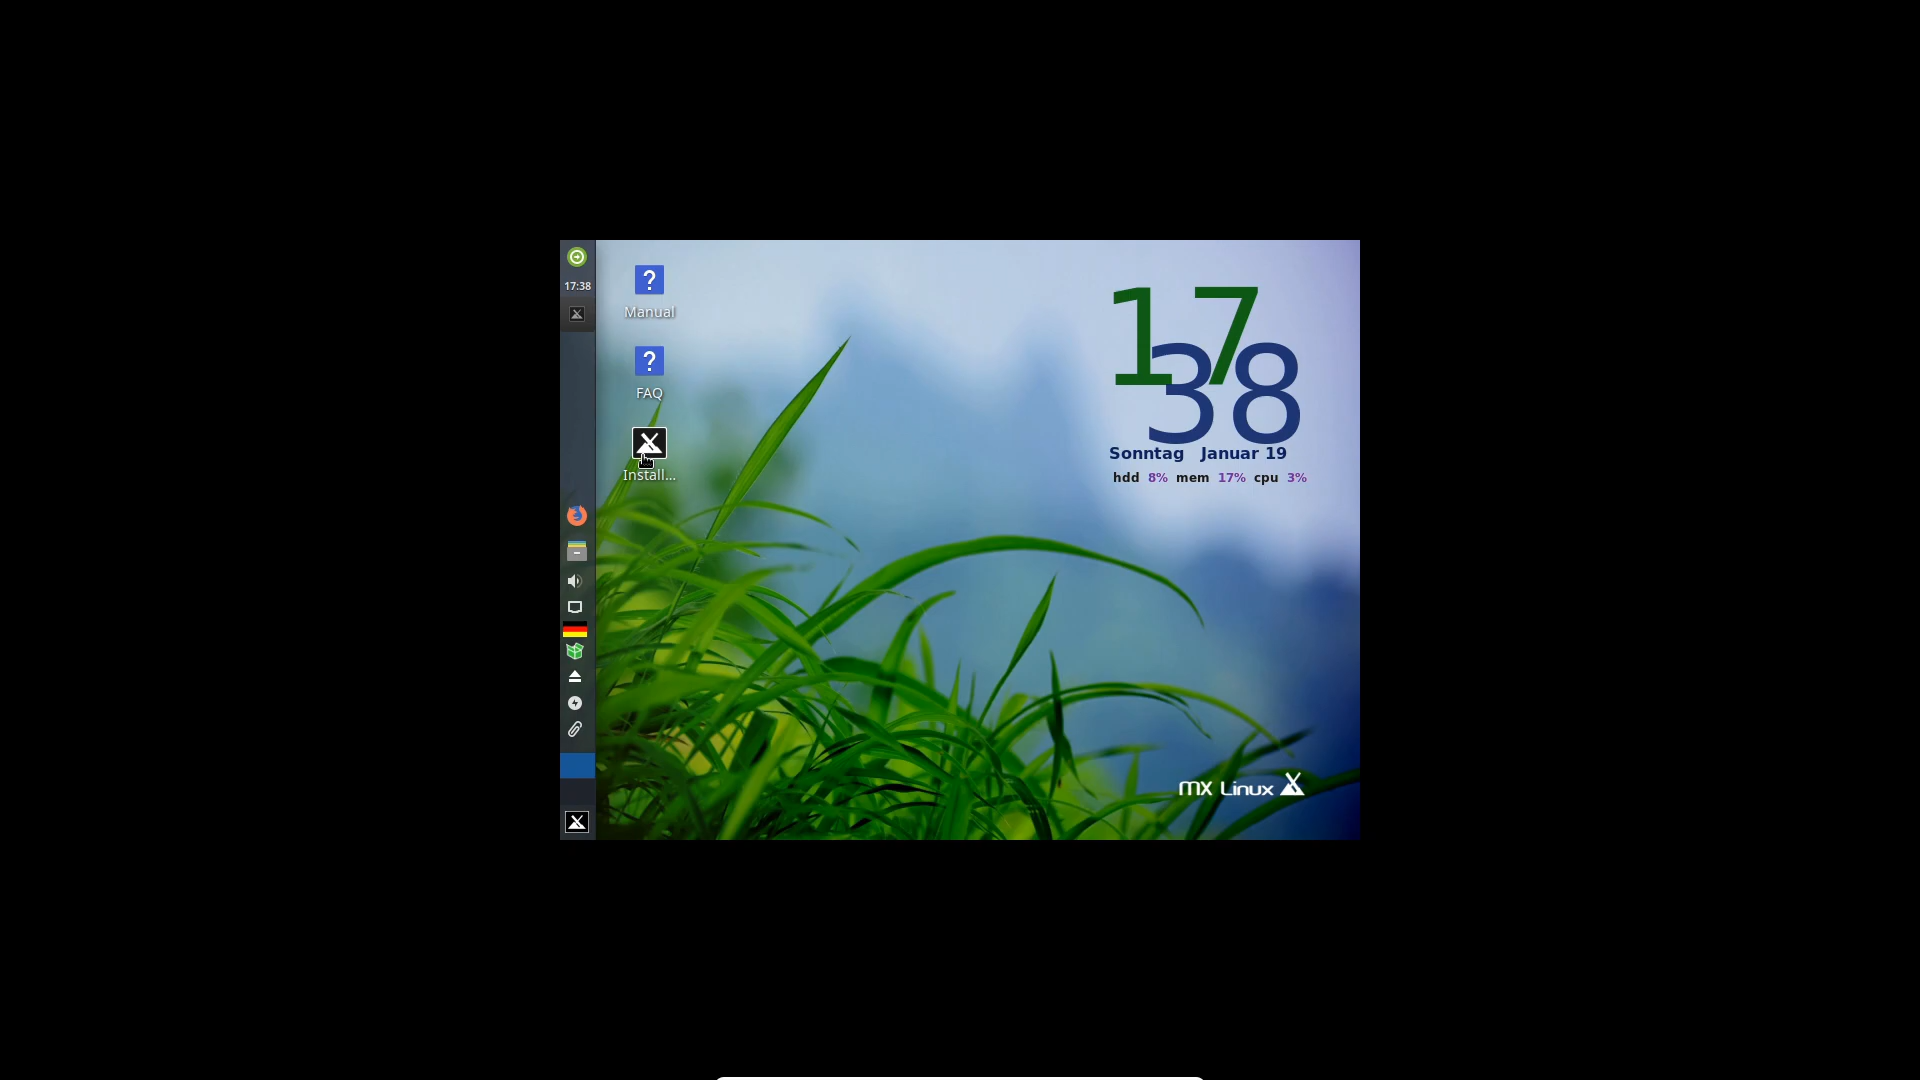 17:38
Manual
FAQ
Install...
17
38
Sonntag Januar 19
hdd 8% mem 17% cpu 3%
mx Linux